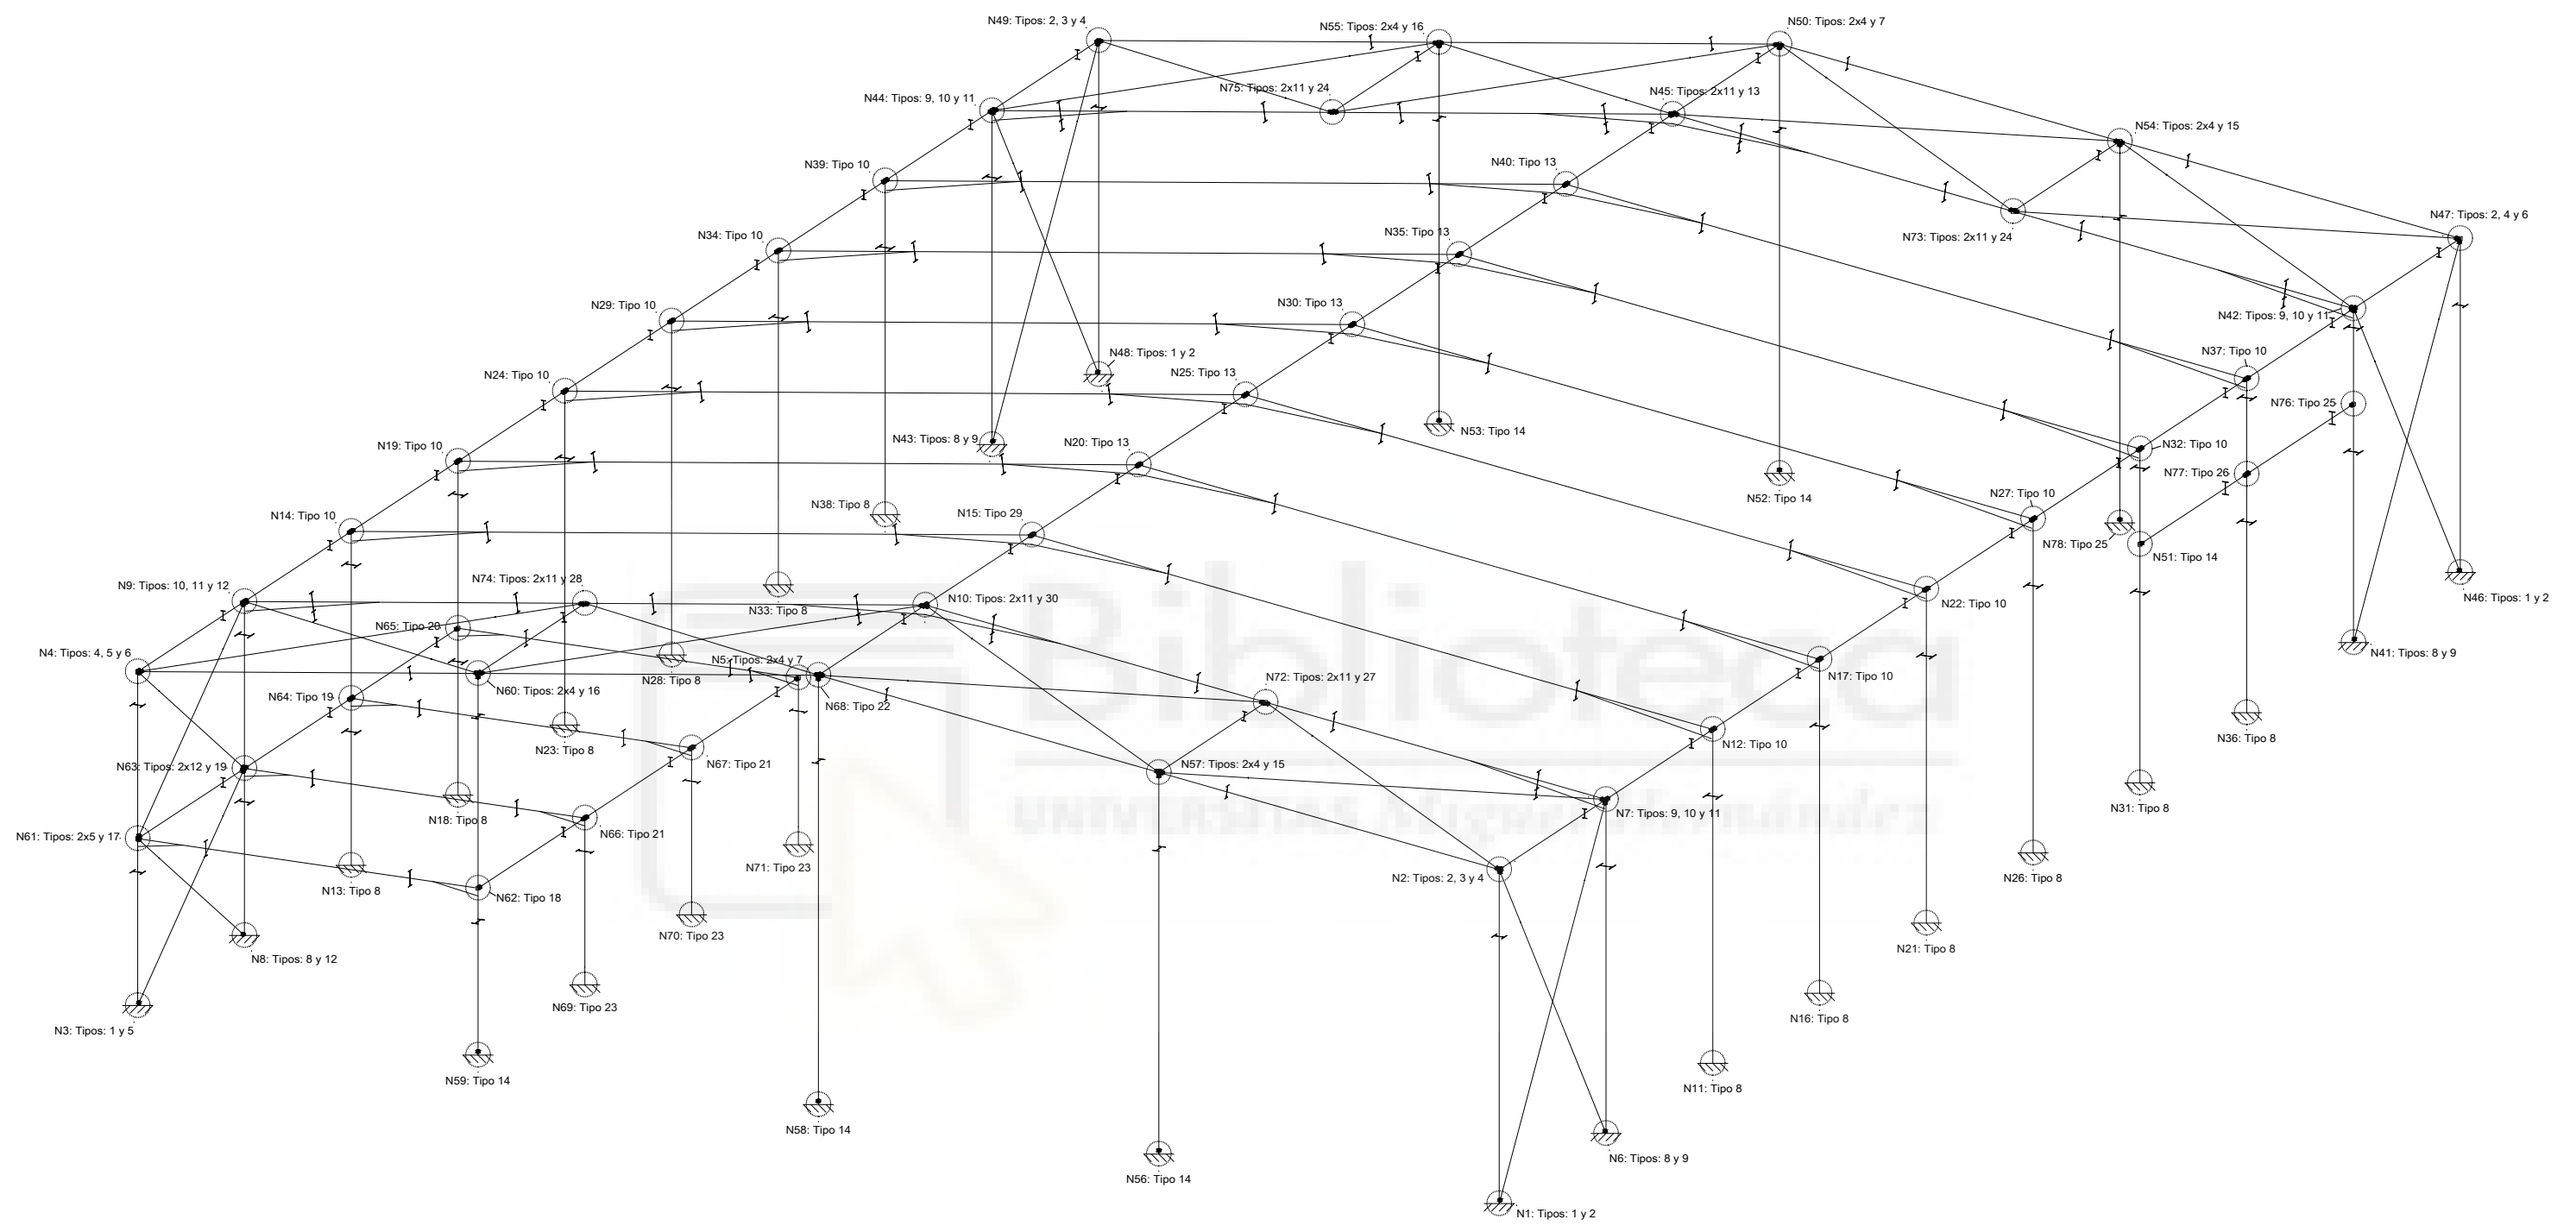 N49: Tipos: 2, 3 y 4
N55: Tipos: 2x4 y 16
N50: Tipos: 2x4 y 7
N44: Tipos: 9, 10 y 11
N75: Tipos: 2x11 y 24
N45: Tipos: 2x11 y 13
N54: Tipos: 2x4 y 15
N39: Tipo 10
N40: Tipo 13
N47: Tipos: 2, 4 y 6
N34: Tipo 10
N35: Tipo 13
N73: Tipos: 2x11 y 24
N29: Tipo 10
N30: Tipo 13
N42: Tipos: 9, 10 y 11
N48: Tipos: 1 y 2
N37: Tipo 10
N24: Tipo 10
N25: Tipo 13
N76: Tipo 25
N19: Tipo 10
N43: Tipos: 8 y 9
N20: Tipo 13
N53: Tipo 14
N32: Tipo 10
N77: Tipo 26
N38: Tipo 8
N52: Tipo 14
N27: Tipo 10
N14: Tipo 10
N15: Tipo 29
N78: Tipo 25
N51: Tipo 14
N9: Tipos: 10, 11 y 12
N74: Tipos: 2x11 y 28
N33: Tipo 8
N10: Tipos: 2x11 y 30
N22: Tipo 10
N46: Tipos: 1 y 2
N65: Tipo 20
Biblioteca
N4: Tipos: 4, 5 y 6
N5: Tipos: 2x4 y 7
N28: Tipo 8
N41: Tipos: 8 y 9
N60: Tipos: 2x4 y 16
N72: Tipos: 2x11 y 27
N17: Tipo 10
N64: Tipo 19
N68: Tipo 22
N23: Tipo 8
N36: Tipo 8
N12: Tipo 10
N63: Tipos: 2x12 y 19
N67: Tipo 21
N57: Tipos: 2x4 y 15
N18: Tipo 8
UNIVERSITAS Miguel Hernández
N7: Tipos: 9, 10 y 11
N31: Tipo 8
N61: Tipos: 2x5 y 17
N66: Tipo 21
N71: Tipo 23
N13: Tipo 8
N62: Tipo 18
N2: Tipos: 2, 3 y 4
N26: Tipo 8
N70: Tipo 23
N21: Tipo 8
N8: Tipos: 8 y 12
N69: Tipo 23
N16: Tipo 8
N3: Tipos: 1 y 5
N59: Tipo 14
N11: Tipo 8
N58: Tipo 14
N6: Tipos: 8 y 9
N56: Tipo 14
N1: Tipos: 1 y 2